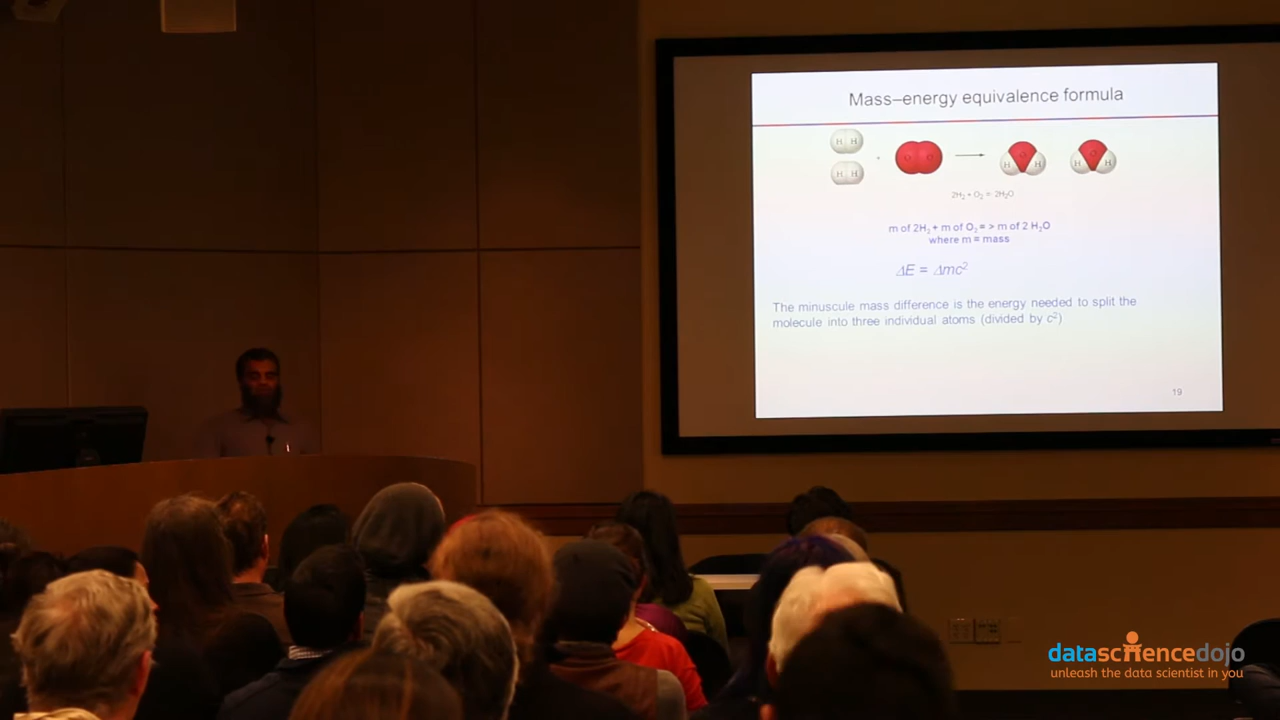 Mass–energy equivalence formula
H H
H H
+
O O
H O H
H O H
2H₂ + O₂ = 2H₂O
m of 2H₂ + m of O₂ = > m of 2 H₂O
where m = mass
ΔE = Δmc²
The minuscule mass difference is the energy needed to split the
molecule into three individual atoms (divided by c²)
19
datasciencedojo
unleash the data scientist in you